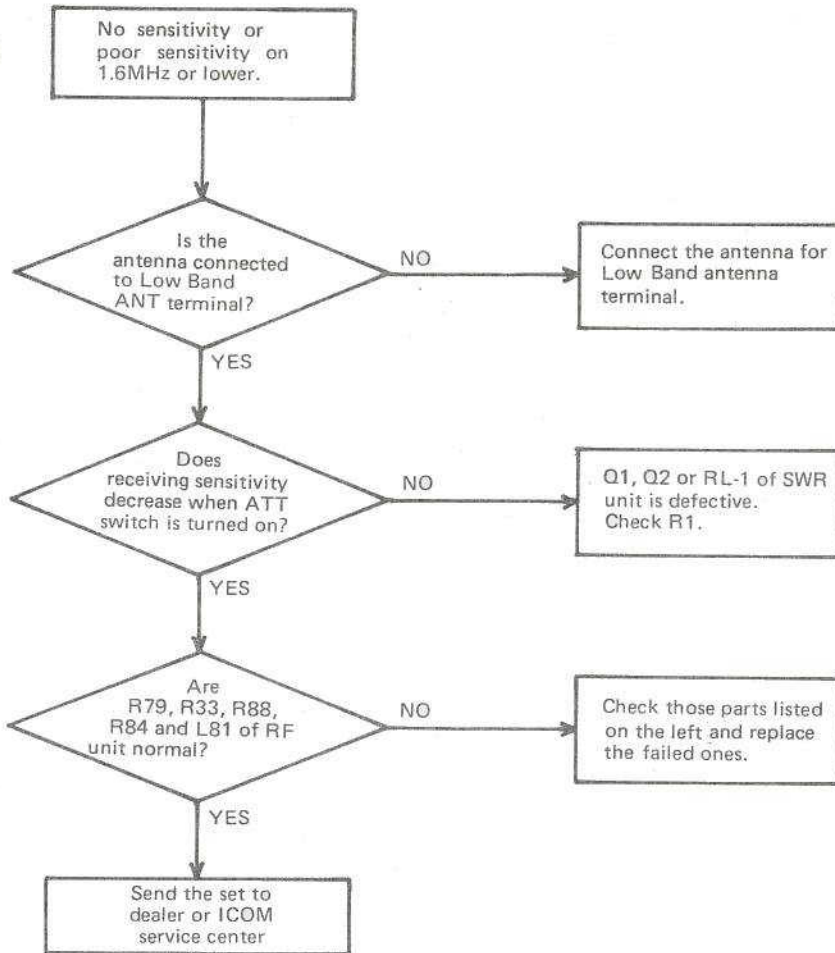 No sensitivity or
poor sensitivity on
1.6MHz or lower.
Is the
antenna connected
to Low Band
ANT terminal?
NO
Connect the antenna for
Low Band antenna
terminal.
YES
Does
receiving sensitivity
decrease when ATT
switch is turned on?
NO
Q1, Q2 or RL-1 of SWR
unit is defective.
Check R1.
YES
Are
R79, R33, R88,
R84 and L81 of RF
unit normal?
NO
Check those parts listed
on the left and replace
the failed ones.
YES
Send the set to
dealer or ICOM
service center